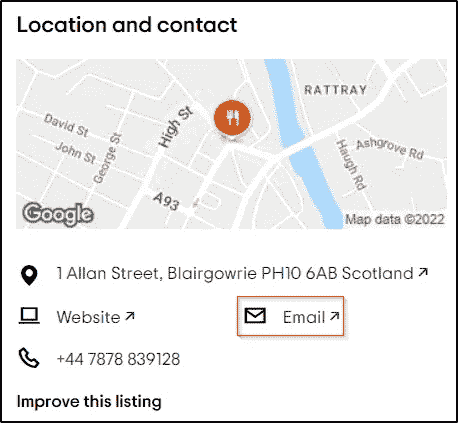 Location and contact
RATTRAY
High St
David St
John St
George St
Ashgrove Rd
Haugh Rd
A93
Google
Map data ©2022
1 Allan Street, Blairgowrie PH10 6AB Scotland ↗
Website ↗
Email ↗
+44 7878 839128
Improve this listing